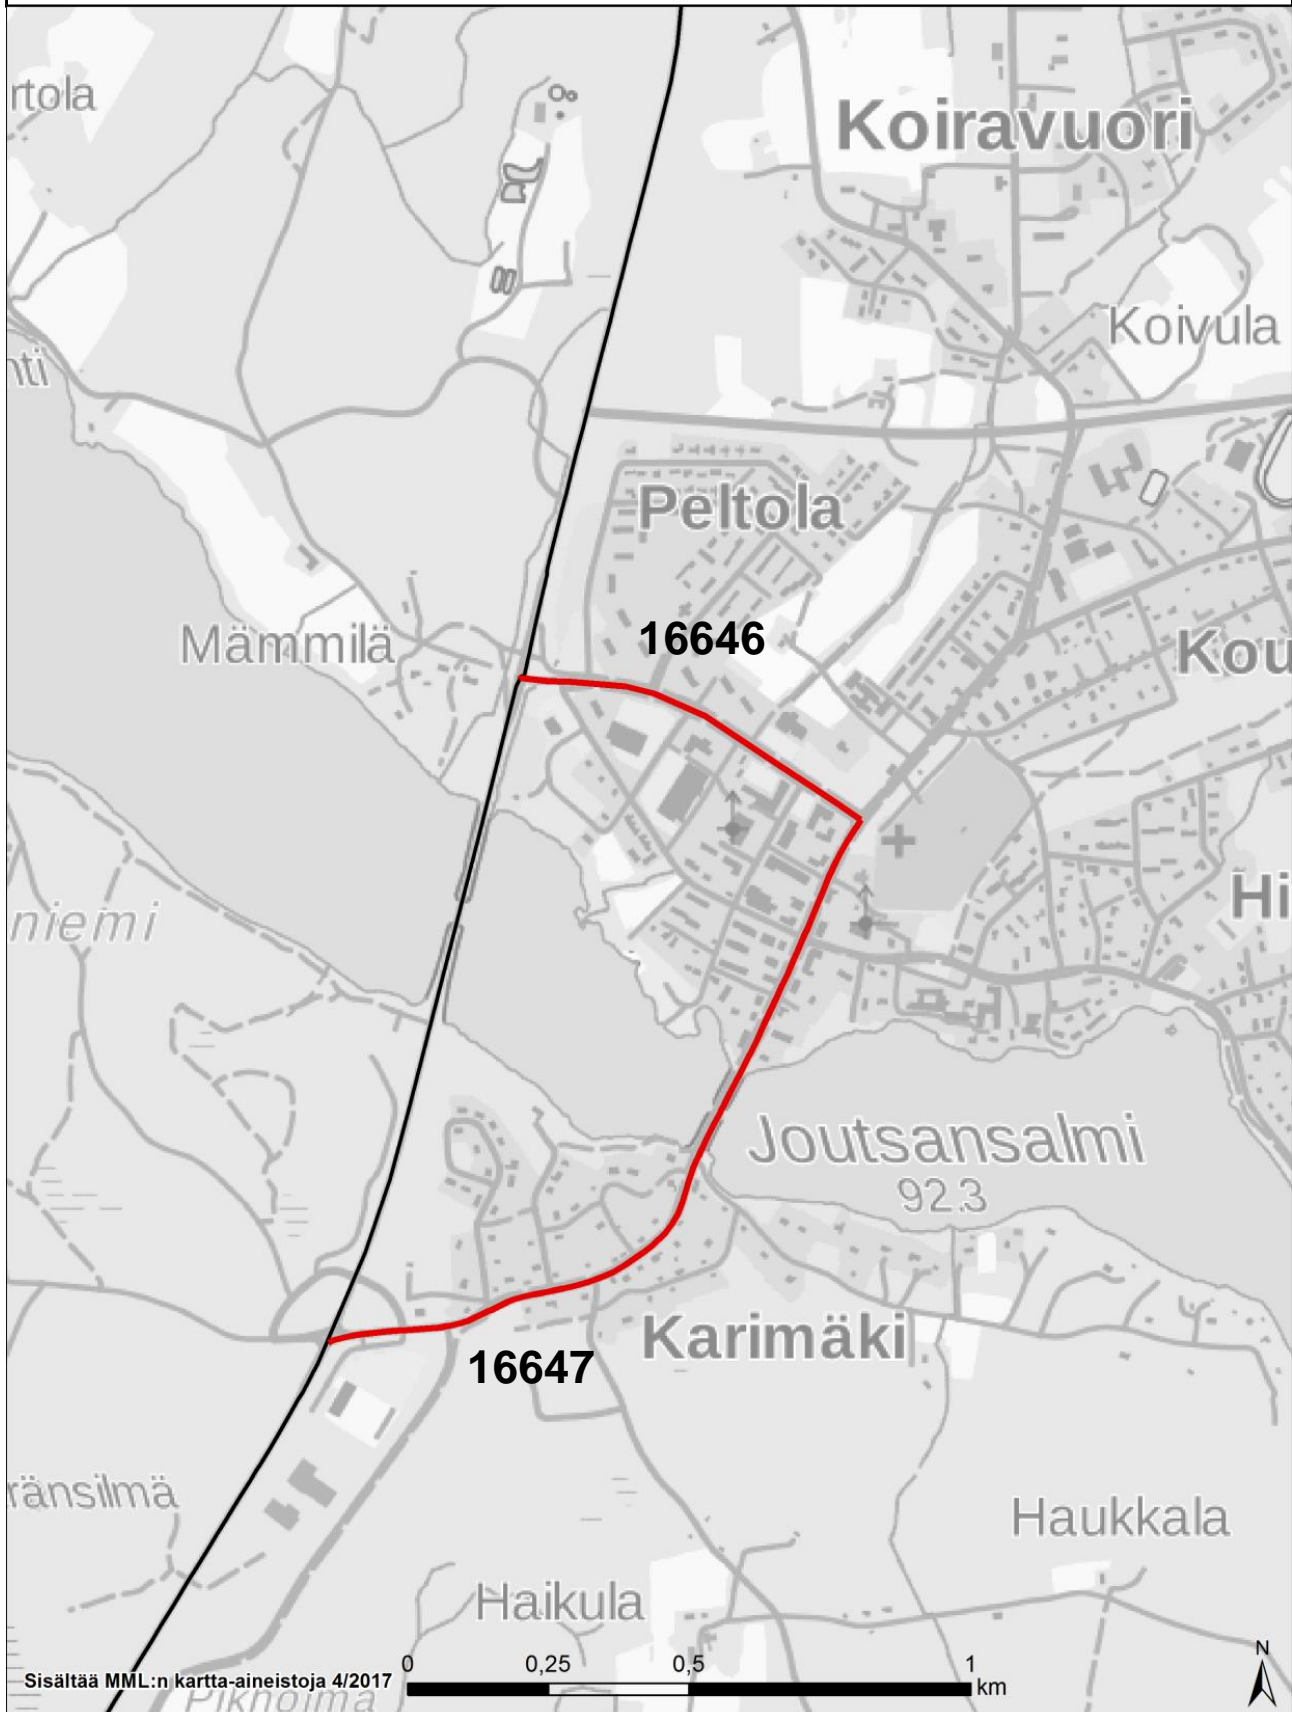 rtola
Koiravuori
Koivula
hti
Peltola
16646
Mämmilä
Kou
niemi
Hi
Joutsansalmi
92.3
Karimäki
16647
ränsilmä
Haukkala
Haikula
N
0 0,25 0,5 1
km
Sisältää MML:n kartta-aineistoja 4/2017